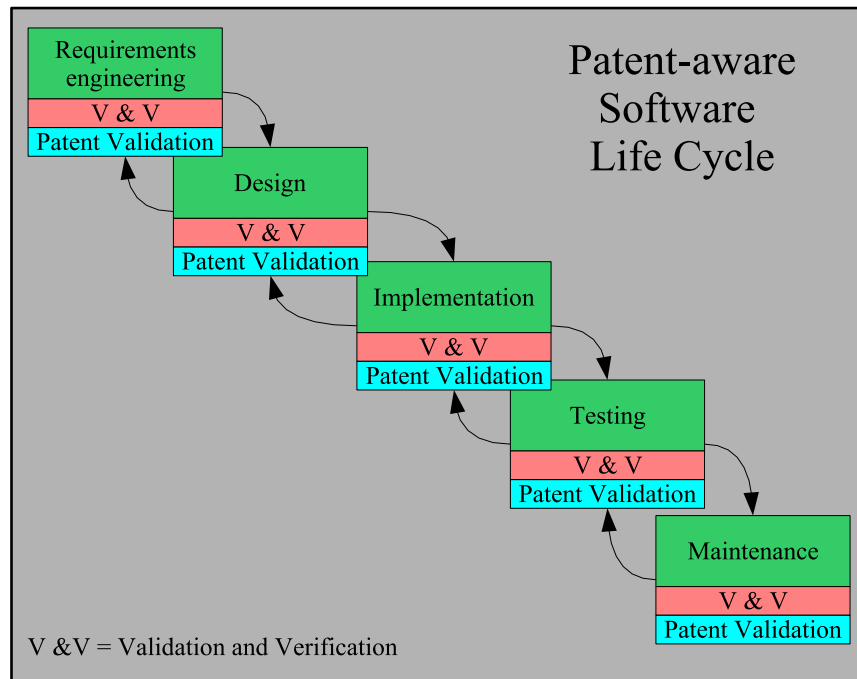 Patent-aware
Software
Life Cycle
Requirements
engineering
V & V
Patent Validation
Design
V & V
Patent Validation
Implementation
V & V
Patent Validation
Testing
V & V
Patent Validation
Maintenance
V & V
Patent Validation
V &V = Validation and Verification